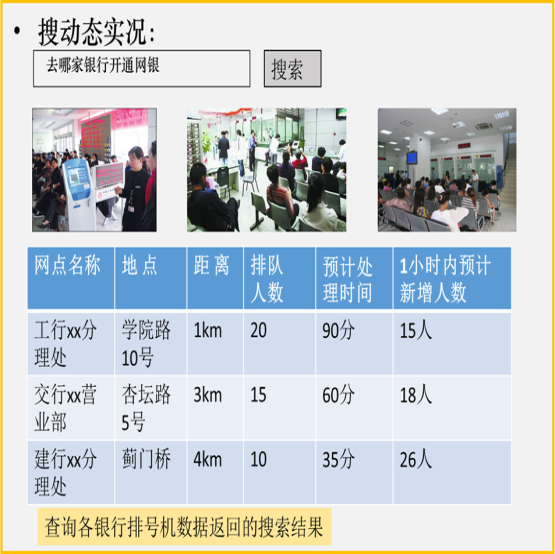 • 搜动态实况：
去哪家银行开通网银
搜索
网点名称 地 点 距 离 排队人数 预计处理时间 1小时内预计新增人数
工行xx分理处 学院路10号 1km 20 90分 15人
交行xx营业部 杏坛路5号 3km 15 60分 18人
建行xx分理处 蓟门桥 4km 10 35分 26人
查询各银行排号机数据返回的搜索结果